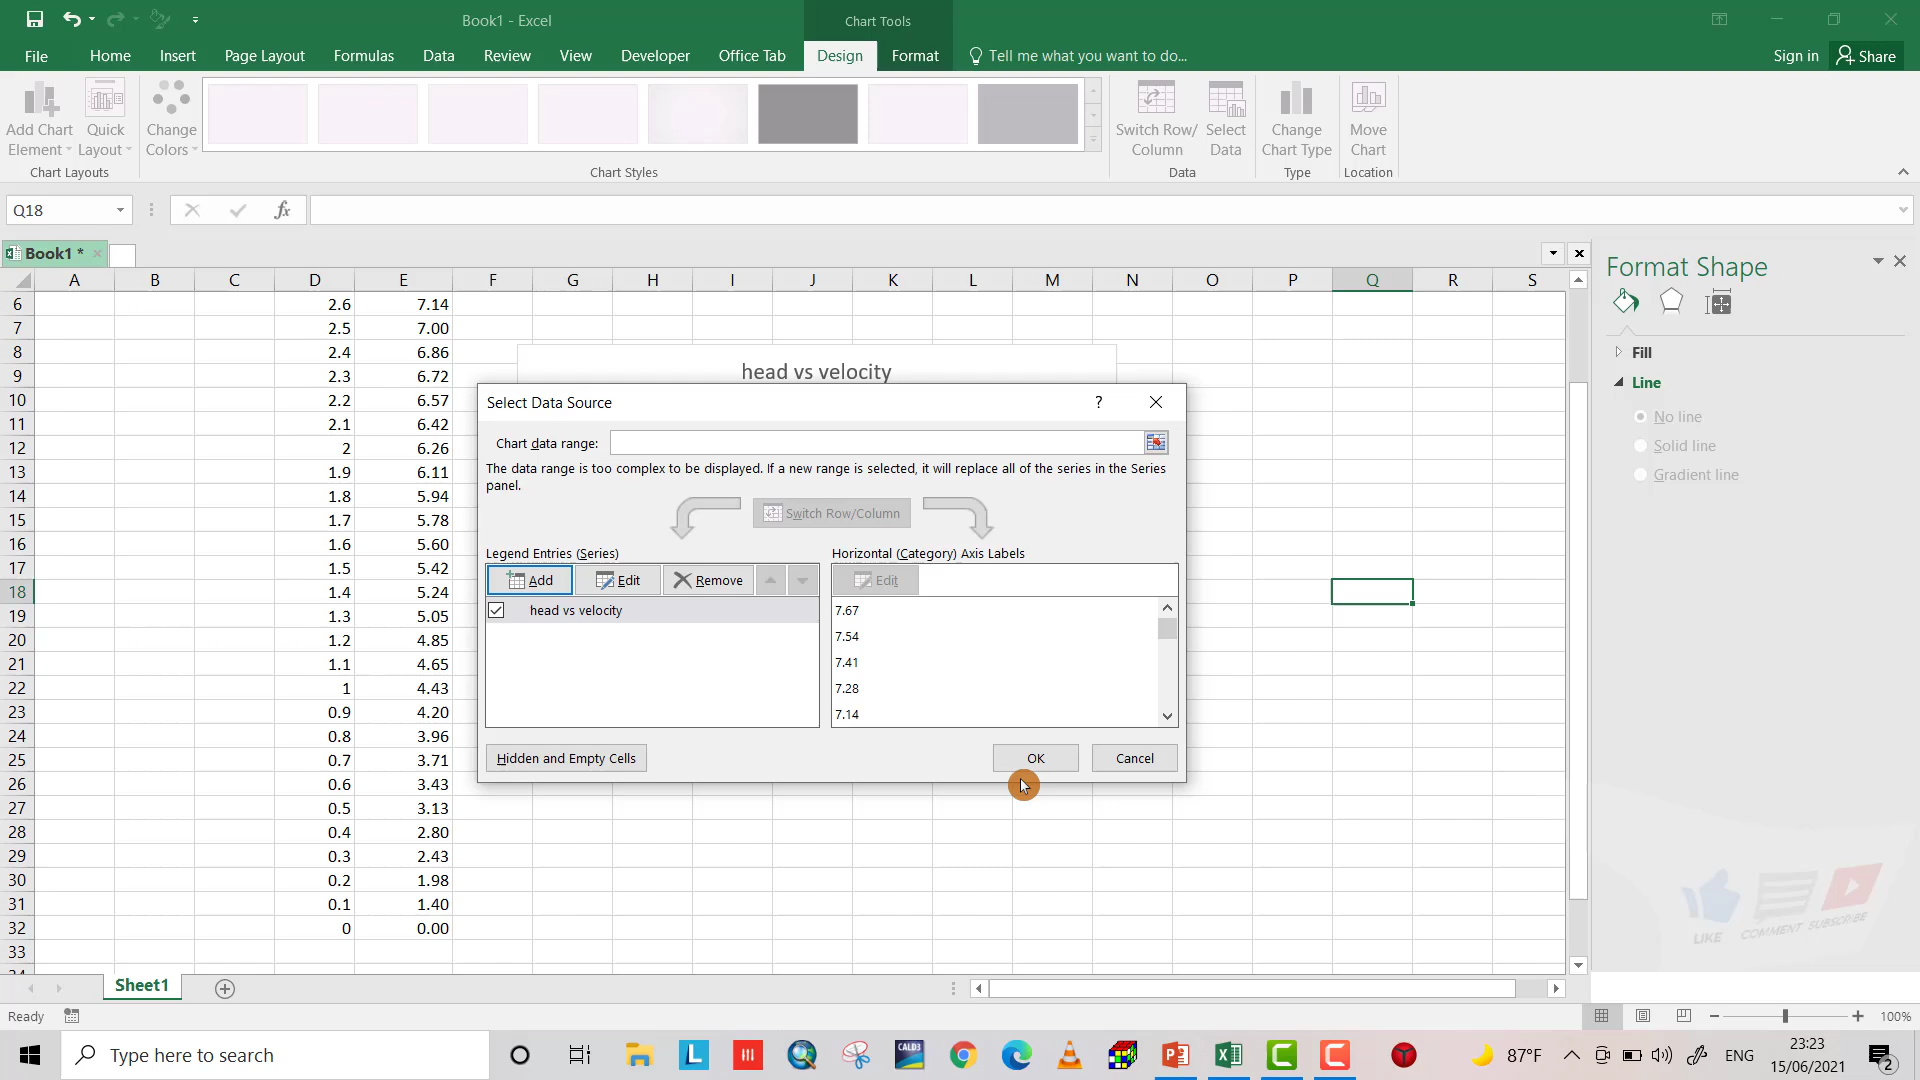 Book1 - Excel
Chart Tools
File Home Insert Page Layout Formulas Data Review View Developer Office Tab Design Format Tell me what you want to do... Sign in Share
Add Chart Element
Quick Layout
Change Colors
Switch Row/ Column
Select Data
Change Chart Type
Move Chart
Chart Layouts Chart Styles Data Type Location
Q18 fx
Book1 *
A B C D E F G H I J K L M N O P Q R S
6 2.6 7.14
7 2.5 7.00
8 2.4 6.86
9 2.3 6.72
10 2.2 6.57
11 2.1 6.42
12 2 6.26
13 1.9 6.11
14 1.8 5.94
15 1.7 5.78
16 1.6 5.60
17 1.5 5.42
18 1.4 5.24
19 1.3 5.05
20 1.2 4.85
21 1.1 4.65
22 1 4.43
23 0.9 4.20
24 0.8 3.96
25 0.7 3.71
26 0.6 3.43
27 0.5 3.13
28 0.4 2.80
29 0.3 2.43
30 0.2 1.98
31 0.1 1.40
32 0 0.00
33
head vs velocity
Select Data Source ?
Chart data range:
The data range is too complex to be displayed. If a new range is selected, it will replace all of the series in the Series
panel.
Switch Row/Column
Legend Entries (Series)
Add Edit Remove
head vs velocity
Horizontal (Category) Axis Labels
Edit
7.67
7.54
7.41
7.28
7.14
Hidden and Empty Cells OK Cancel
Format Shape
Fill
Line
No line
Solid line
Gradient line
LIKE COMMENT SUBSCRIBE
Sheet1
Ready 100%
Type here to search
L
CALD3
87°F ENG
23:23
15/06/2021
2